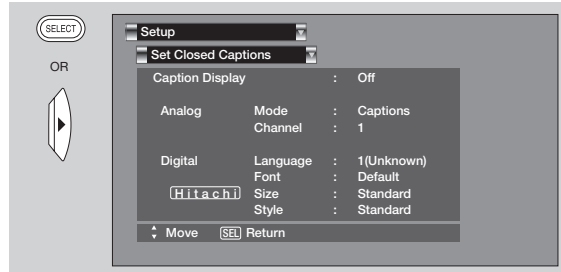 SELECT
OR
Setup
Set Closed Captions
Caption Display : Off
Analog Mode : Captions
Channel : 1
Digital Language : 1(Unknown)
Font : Default
Hitachi Size : Standard
Style : Standard
Move SEL Return